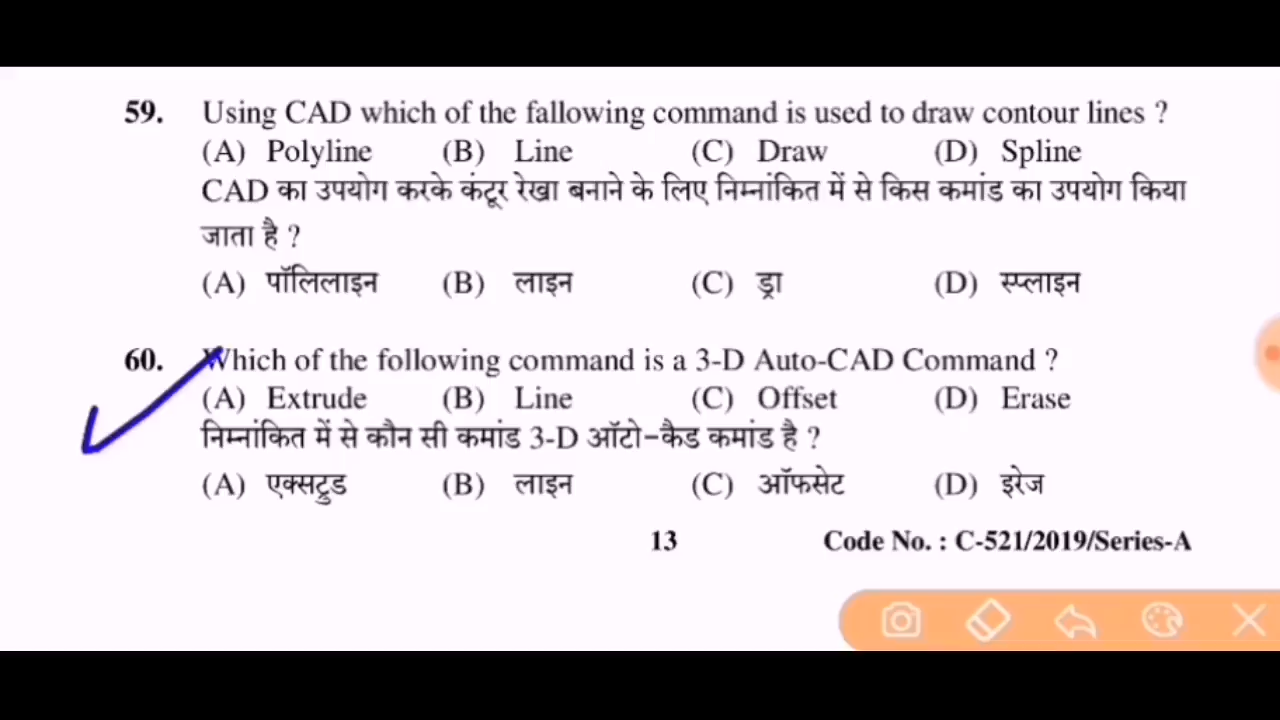 59. Using CAD which of the fallowing command is used to draw contour lines ?
(A) Polyline (B) Line (C) Draw (D) Spline
CAD का उपयोग करके कंटूर रेखा बनाने के लिए निम्नांकित में से किस कमांड का उपयोग किया
जाता है ?
(A) पॉलिलाइन (B) लाइन (C) ड्रा (D) स्प्लाइन
60. Which of the following command is a 3-D Auto-CAD Command ?
(A) Extrude (B) Line (C) Offset (D) Erase
निम्नांकित में से कौन सी कमांड 3-D ऑटो-कैड कमांड है ?
(A) एक्सट्रुड (B) लाइन (C) ऑफसेट (D) इरेज
13 Code No. : C-521/2019/Series-A